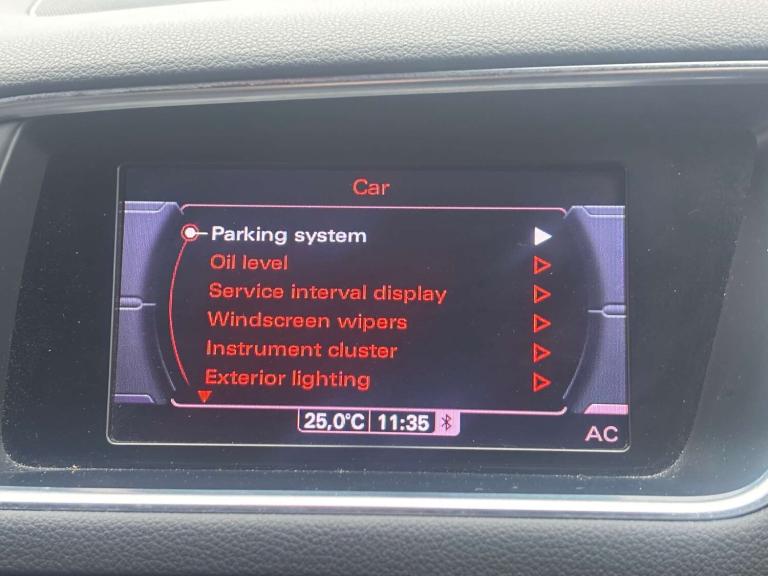 Car
Parking system
Oil level
Service interval display
Windscreen wipers
Instrument cluster
Exterior lighting
25,0°C 11:35
AC